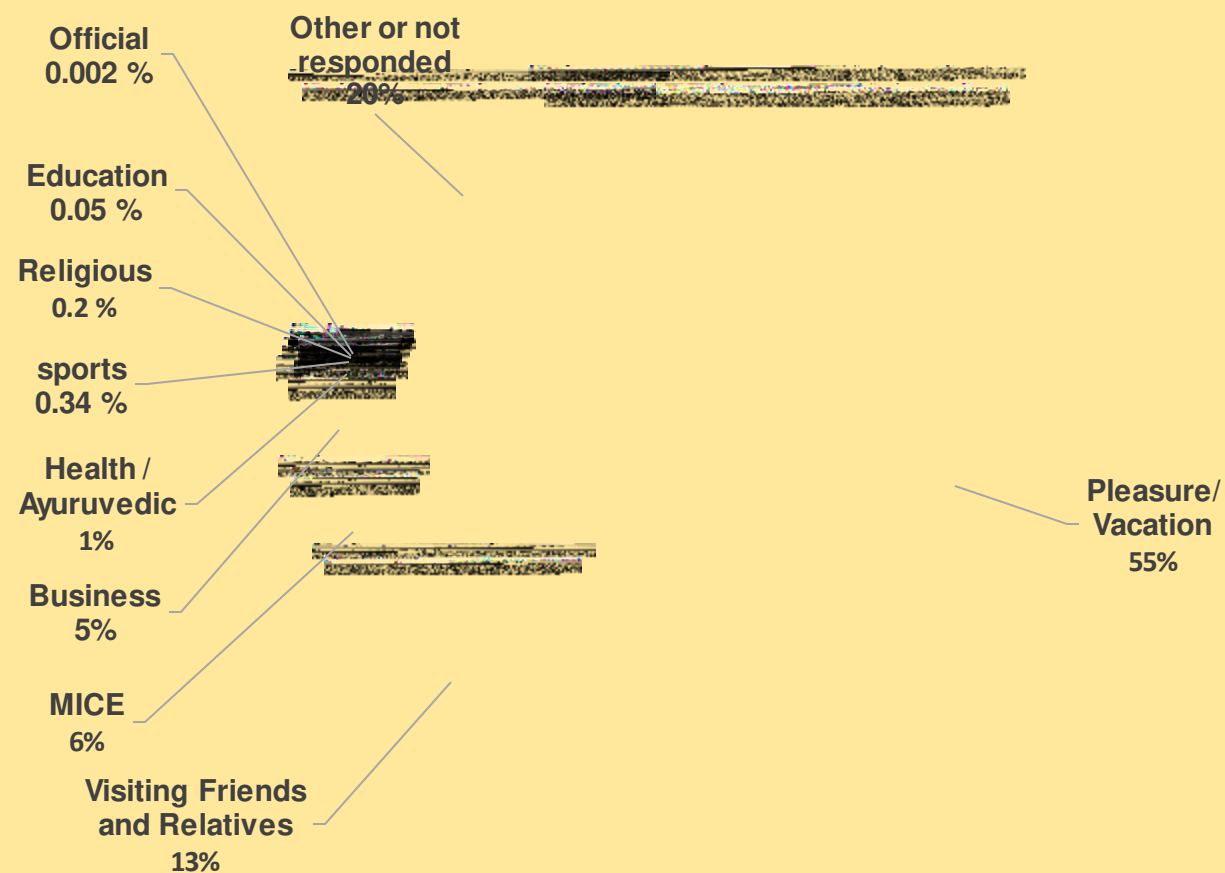 Official
0.002 %
Other or not
responded
20%
Education
0.05 %
Religious
0.2 %
sports
0.34 %
Health /
Ayuruvedic
1%
Business
5%
MICE
6%
Visiting Friends
and Relatives
13%
Pleasure/
Vacation
55%